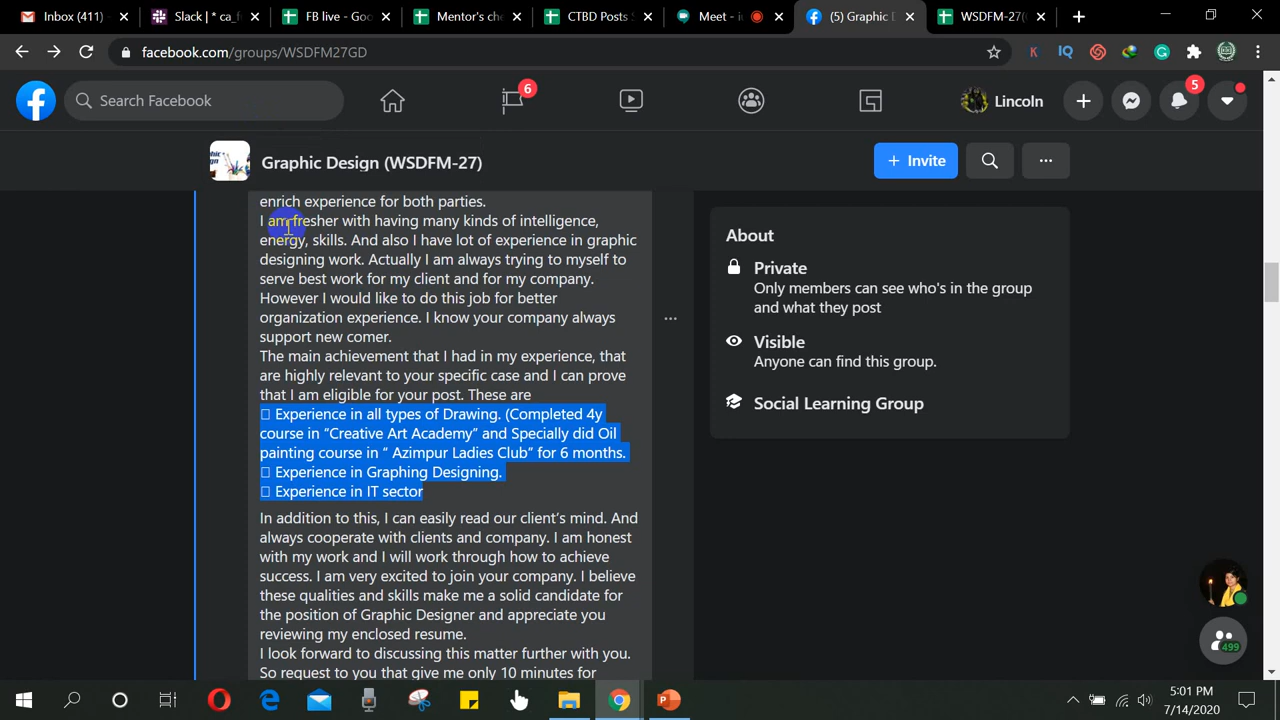 Inbox (411)
Slack | * ca_f
FB live - Goo
Mentor's che
CTBD Posts S
Meet - i
(5) Graphic D
WSDFM-27(
facebook.com/groups/WSDFM27GD
Search Facebook
6
Lincoln
5
Graphic Design (WSDFM-27)
+ Invite
enrich experience for both parties.
I am fresher with having many kinds of intelligence,
energy, skills. And also I have lot of experience in graphic
designing work. Actually I am always trying to myself to
serve best work for my client and for my company.
However I would like to do this job for better
organization experience. I know your company always
support new comer.
The main achievement that I had in my experience, that
are highly relevant to your specific case and I can prove
that I am eligible for your post. These are
Experience in all types of Drawing. (Completed 4y
course in “Creative Art Academy” and Specially did Oil
painting course in “ Azimpur Ladies Club” for 6 months.
Experience in Graphing Designing.
Experience in IT sector
In addition to this, I can easily read our client’s mind. And
always cooperate with clients and company. I am honest
with my work and I will work through how to achieve
success. I am very excited to join your company. I believe
these qualities and skills make me a solid candidate for
the position of Graphic Designer and appreciate you
reviewing my enclosed resume.
I look forward to discussing this matter further with you.
So request to you that give me only 10 minutes for
About
Private
Only members can see who's in the group
and what they post
Visible
Anyone can find this group.
Social Learning Group
499
5:01 PM
7/14/2020